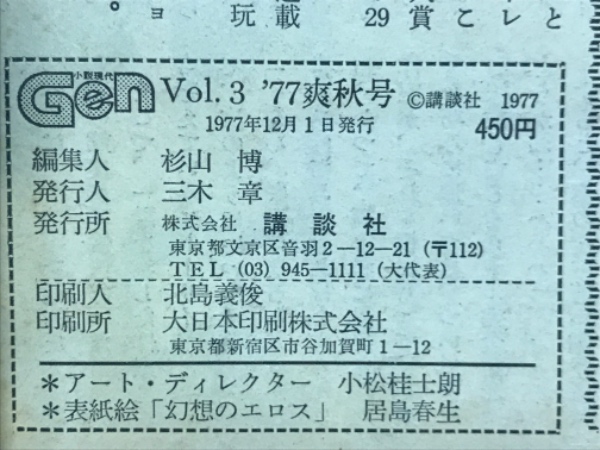 とレこ賞29載玩ョ。
小説現代
Gen Vol. 3 '77爽秋号 ©講談社 1977
1977年12月1日発行 450円
編集人 杉山 博
発行人 三木 章
発行所 株式会社 講談社
東京都文京区音羽2-12-21 (〒112)
TEL (03) 945-1111 (大代表)
印刷人 北島義俊
印刷所 大日本印刷株式会社
東京都新宿区市谷加賀町1-12
*アート・ディレクター 小松桂士朗
*表紙絵「幻想のエロス」 居島春生